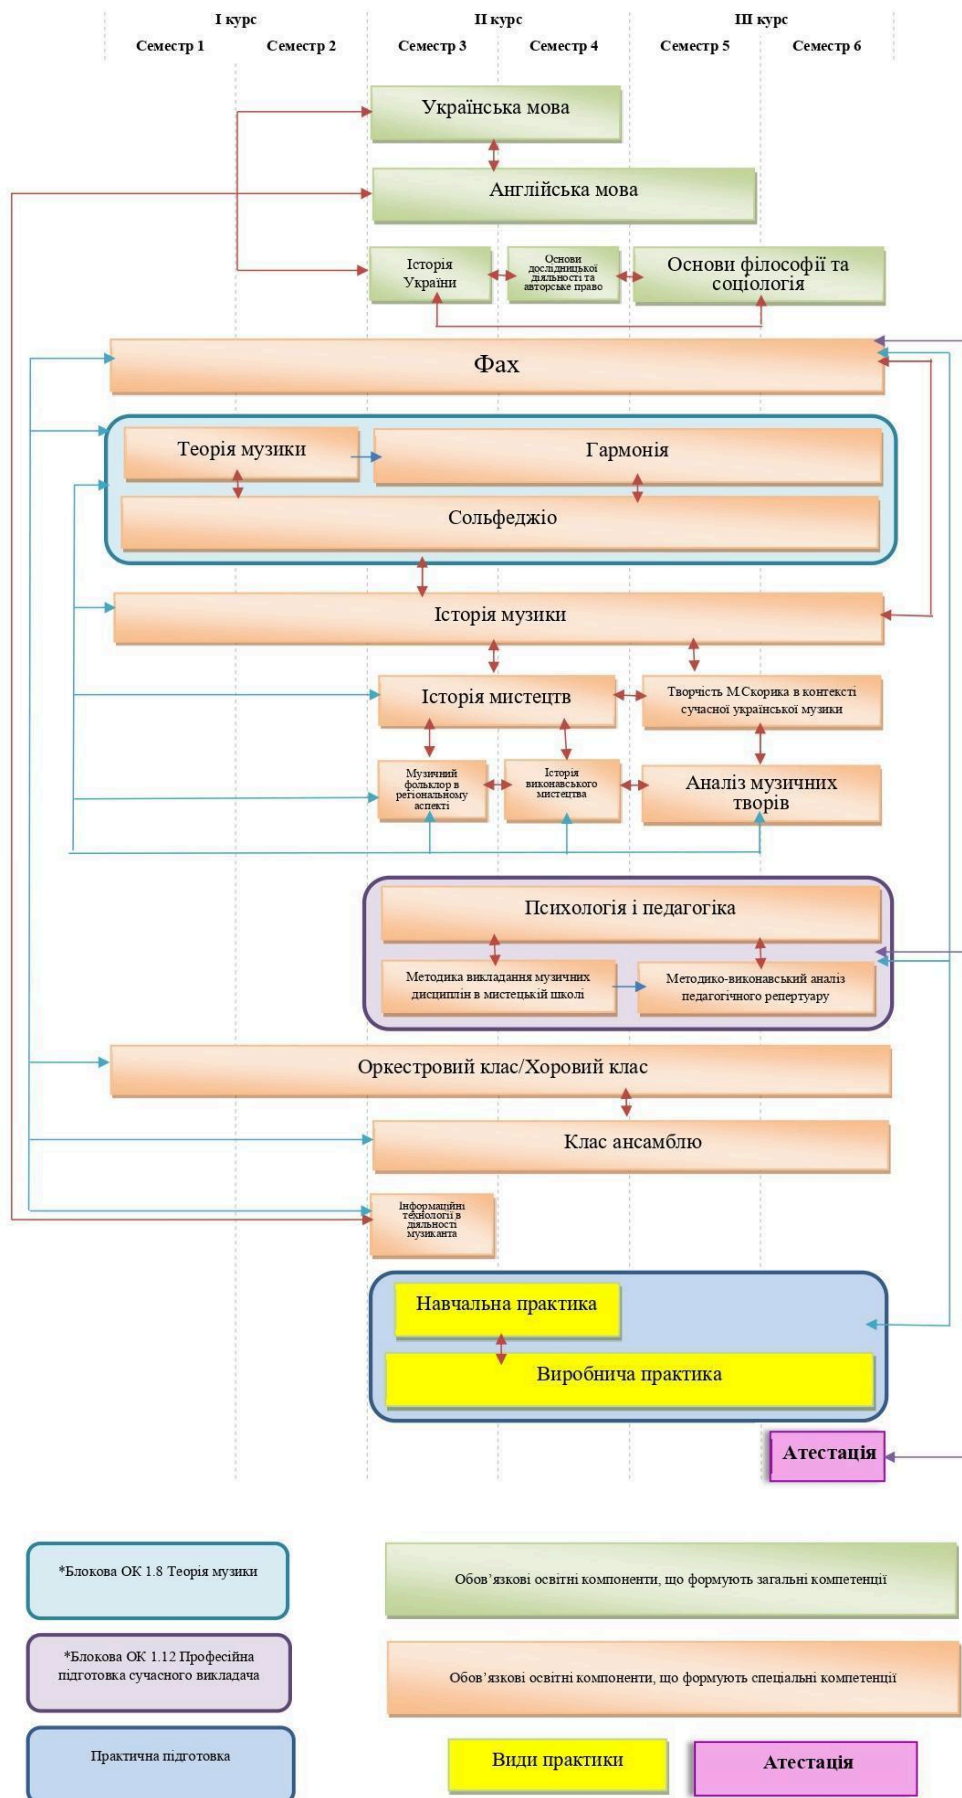 І курс
ІІ курс
ІІІ курс
Семестр 1
Семестр 2
Семестр 3
Семестр 4
Семестр 5
Семестр 6
Українська мова
Англійська мова
Історія
України
Основи
дослідницької
діяльності та
авторське право
Основи філософії та
соціологія
Фах
Теорія музики
Гармонія
Сольфеджіо
Історія музики
Історія мистецтв
Творчість М.Скорика в контексті
сучасної української музики
Музичний
фольклор в
регіональному
аспекті
Історія
виконавського
мистецтва
Аналіз музичних
творів
Психологія і педагогіка
Методика викладання музичних
дисциплін в мистецькій школі
Методико-виконавський аналіз
педагогічного репертуару
Оркестровий клас/Хоровий клас
Клас ансамблю
Інформаційні
технології в
діяльності
музиканта
Навчальна практика
Виробнича практика
Атестація
*Блокова ОК 1.8 Теорія музики
Обов’язкові освітні компоненти, що формують загальні компетенції
*Блокова ОК 1.12 Професійна
підготовка сучасного викладача
Обов’язкові освітні компоненти, що формують спеціальні компетенції
Практична підготовка
Види практики
Атестація